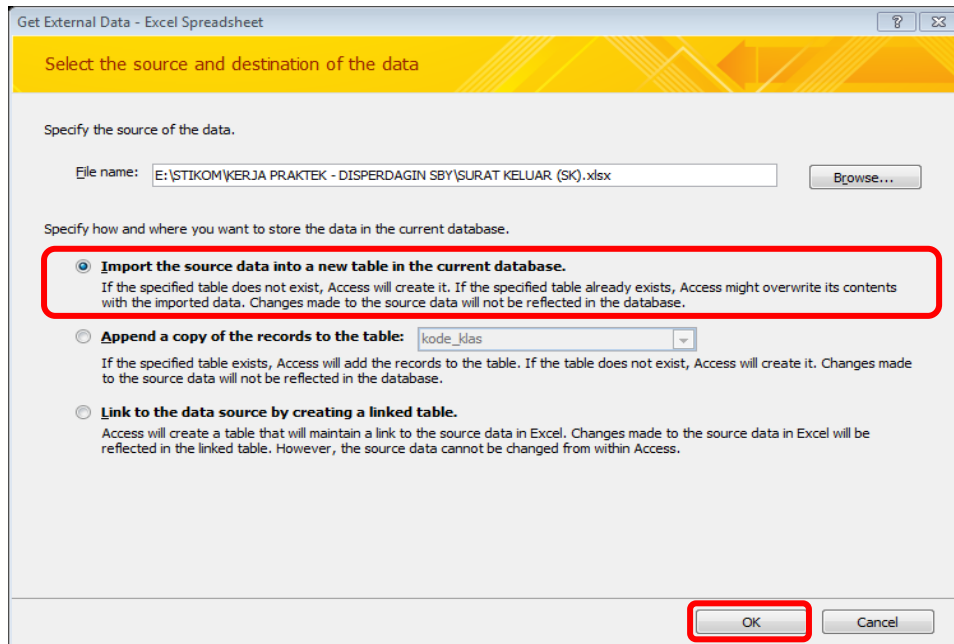 Get External Data - Excel Spreadsheet
Select the source and destination of the data
Specify the source of the data.
File name: E:\STIKOM\KERJA PRAKTEK - DISPERDAGIN SBY\SURAT KELUAR (SK).xlsx Browse...
Specify how and where you want to store the data in the current database.
Import the source data into a new table in the current database.
If the specified table does not exist, Access will create it. If the specified table already exists, Access might overwrite its contents
with the imported data. Changes made to the source data will not be reflected in the database.
Append a copy of the records to the table: kode_klas
If the specified table exists, Access will add the records to the table. If the table does not exist, Access will create it. Changes made
to the source data will not be reflected in the database.
Link to the data source by creating a linked table.
Access will create a table that will maintain a link to the source data in Excel. Changes made to the source data in Excel will be
reflected in the linked table. However, the source data cannot be changed from within Access.
OK Cancel